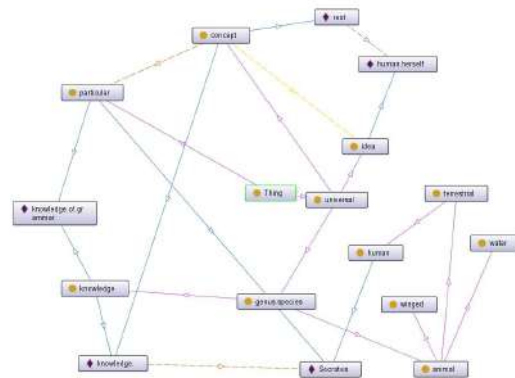 rest
concept
human herself
particular
idea
Thing
universal
terrestrial
knowledge of gr
ammar
water
human
knowledge
genus species
winged
knowledge.
Socrates
animal